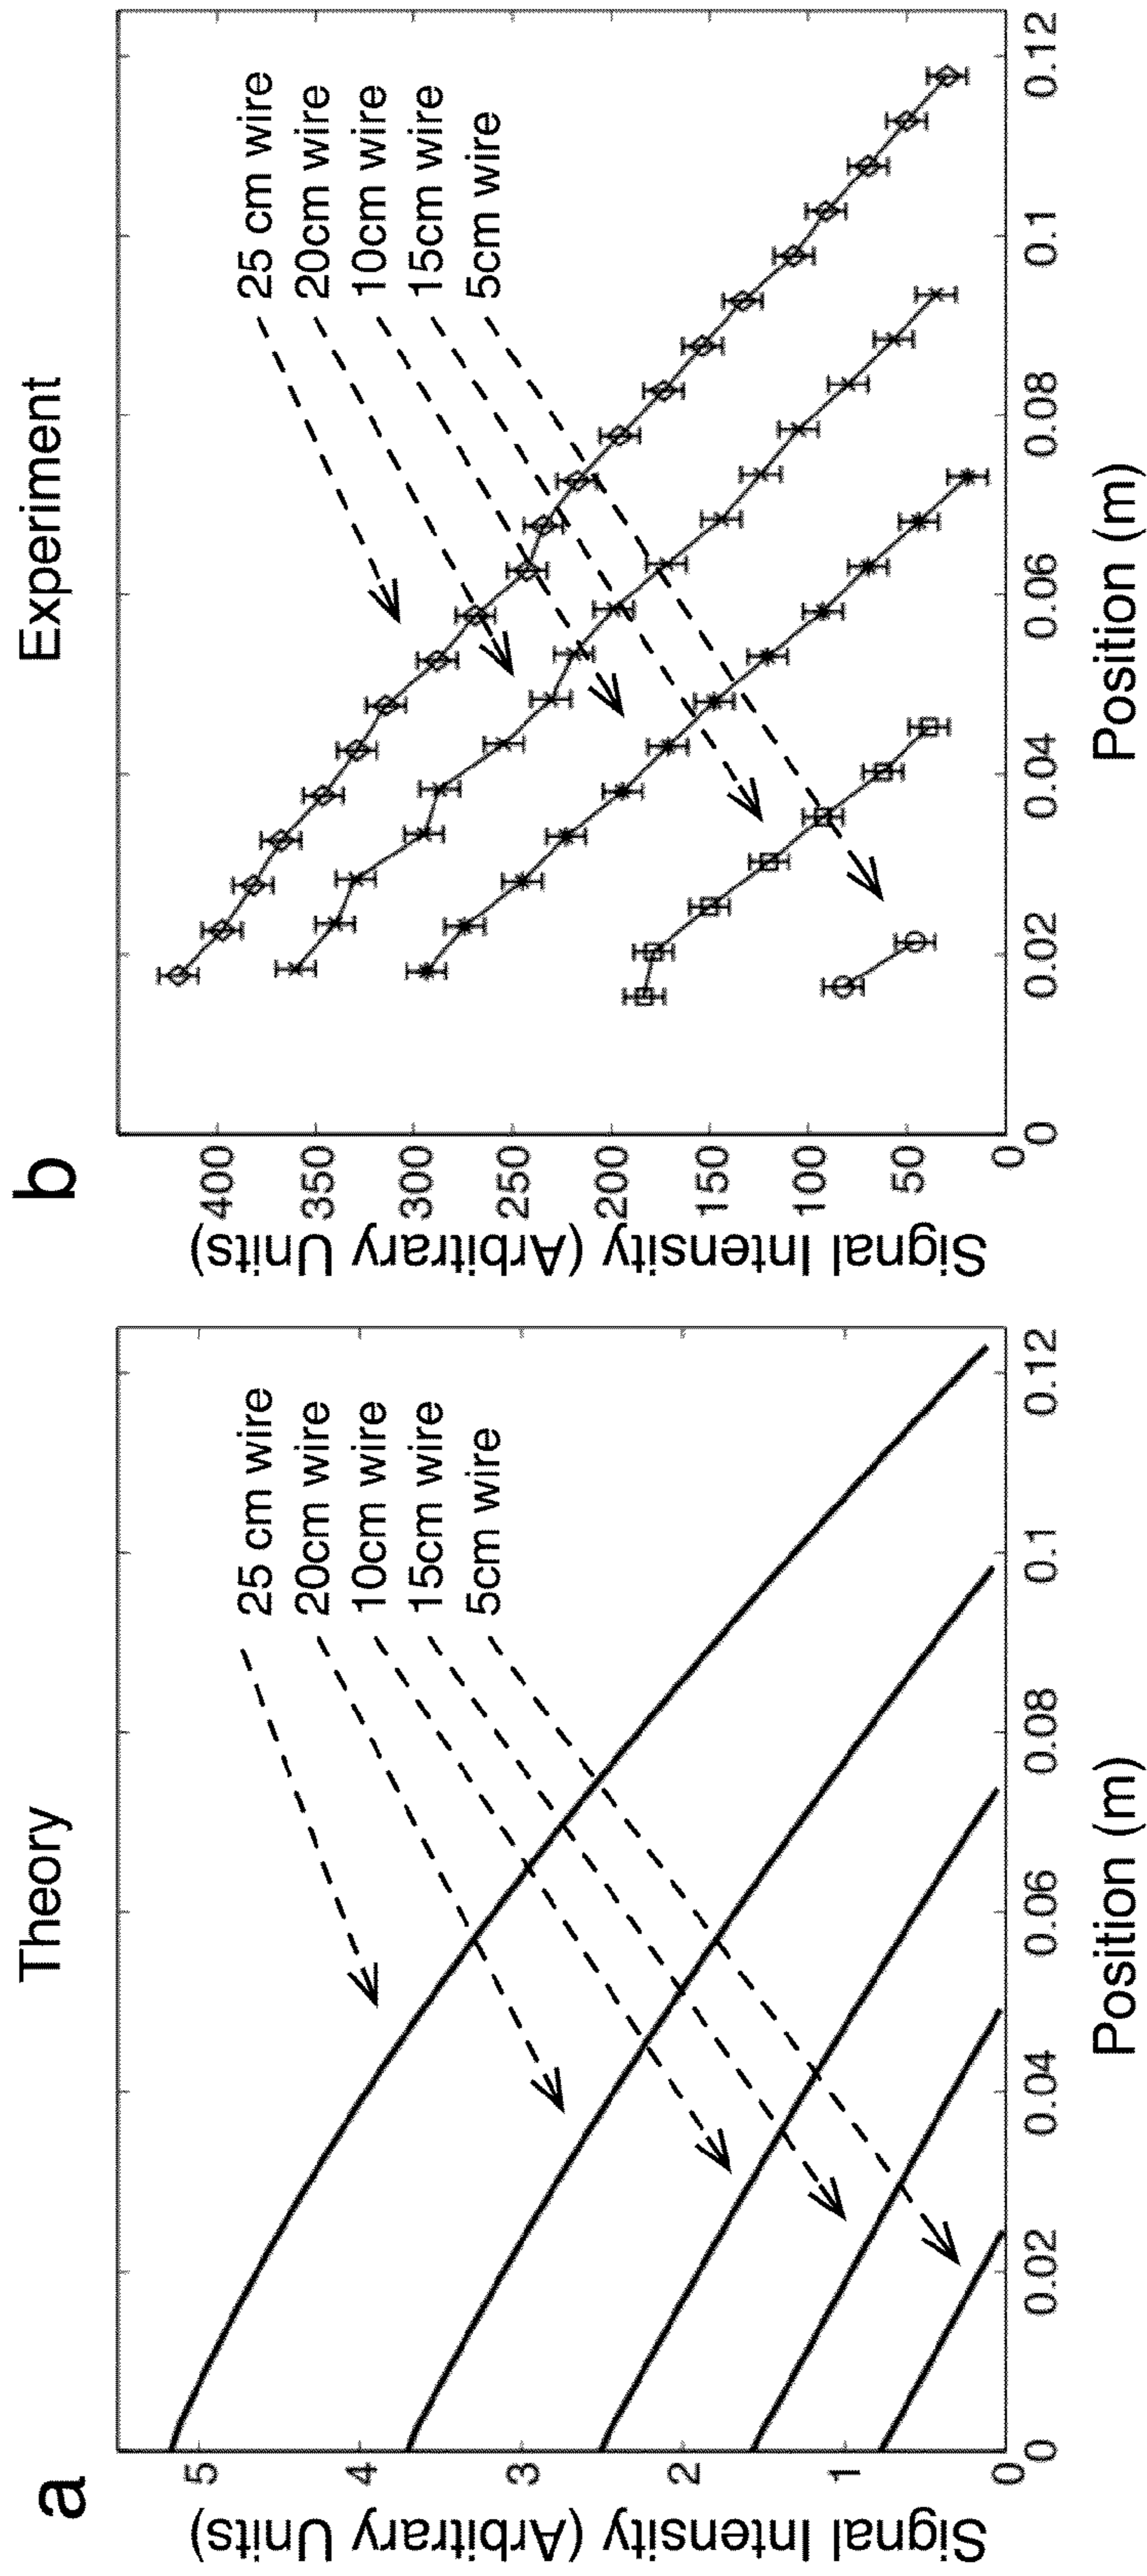 a
Theory
Signal Intensity (Arbitrary Units)
5
4
3
2
1
0
25 cm wire
20cm wire
10cm wire
15cm wire
5cm wire
0
0.02
0.04
0.06
0.08
0.1
0.12
Position (m)
b
Experiment
Signal Intensity (Arbitrary Units)
400
350
300
250
200
150
100
50
0
25 cm wire
20cm wire
10cm wire
15cm wire
5cm wire
0
0.02
0.04
0.06
0.08
0.1
0.12
Position (m)